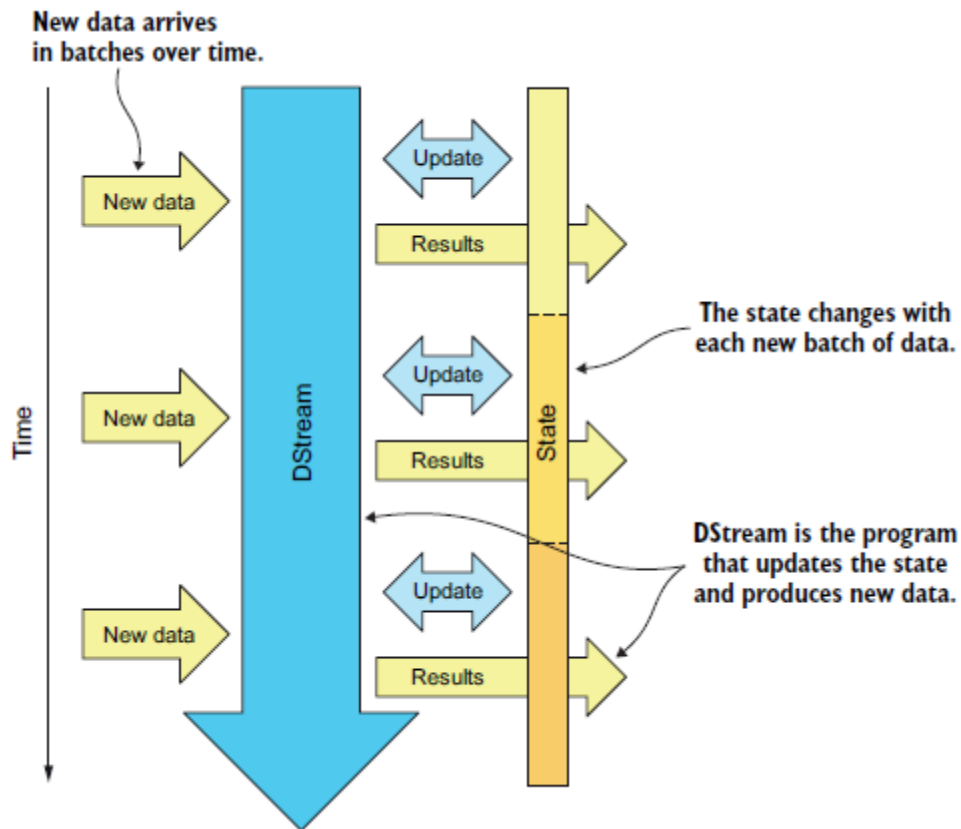 New data arrives
in batches over time.
Update
New data
Results
The state changes with
each new batch of data.
Update
New data
Time
DStream
State
Results
DStream is the program
that updates the state
and produces new data.
Update
New data
Results